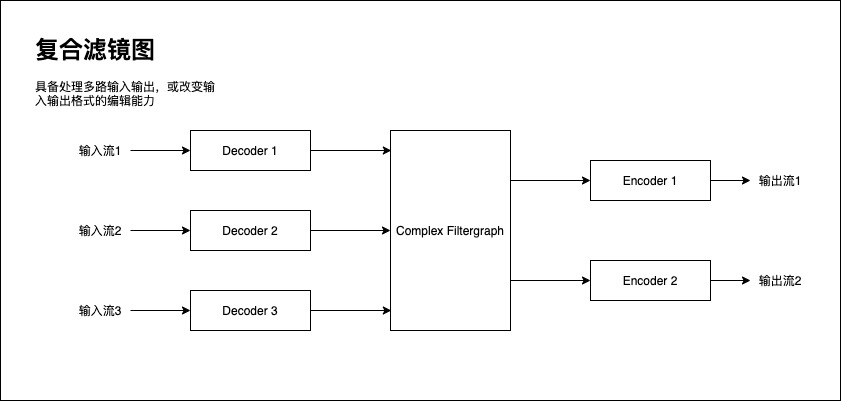 复合滤镜图
具备处理多路输入输出，或改变输
入输出格式的编辑能力
输入流1
Decoder 1
输入流2
Decoder 2
输入流3
Decoder 3
Complex Filtergraph
Encoder 1
输出流1
Encoder 2
输出流2